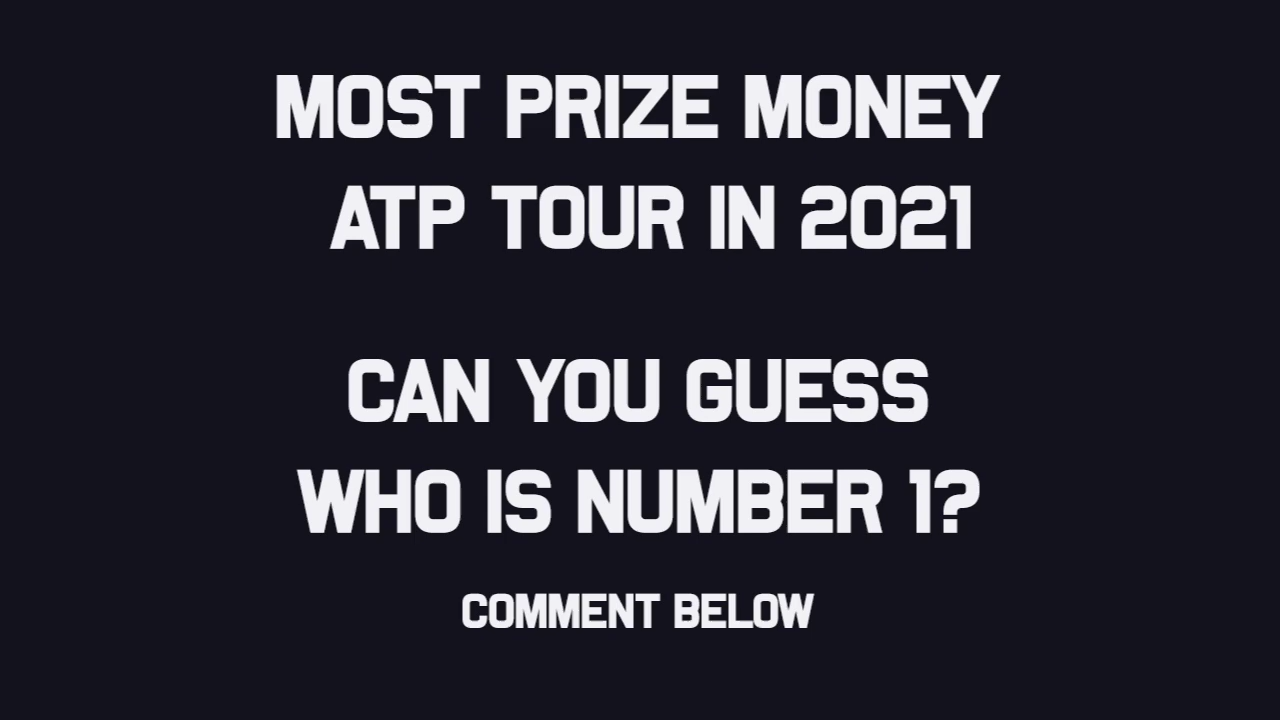 MOST PRIZE MONEY
ATP TOUR IN 2021
CAN YOU GUESS
WHO IS NUMBER 1?
COMMENT BELOW